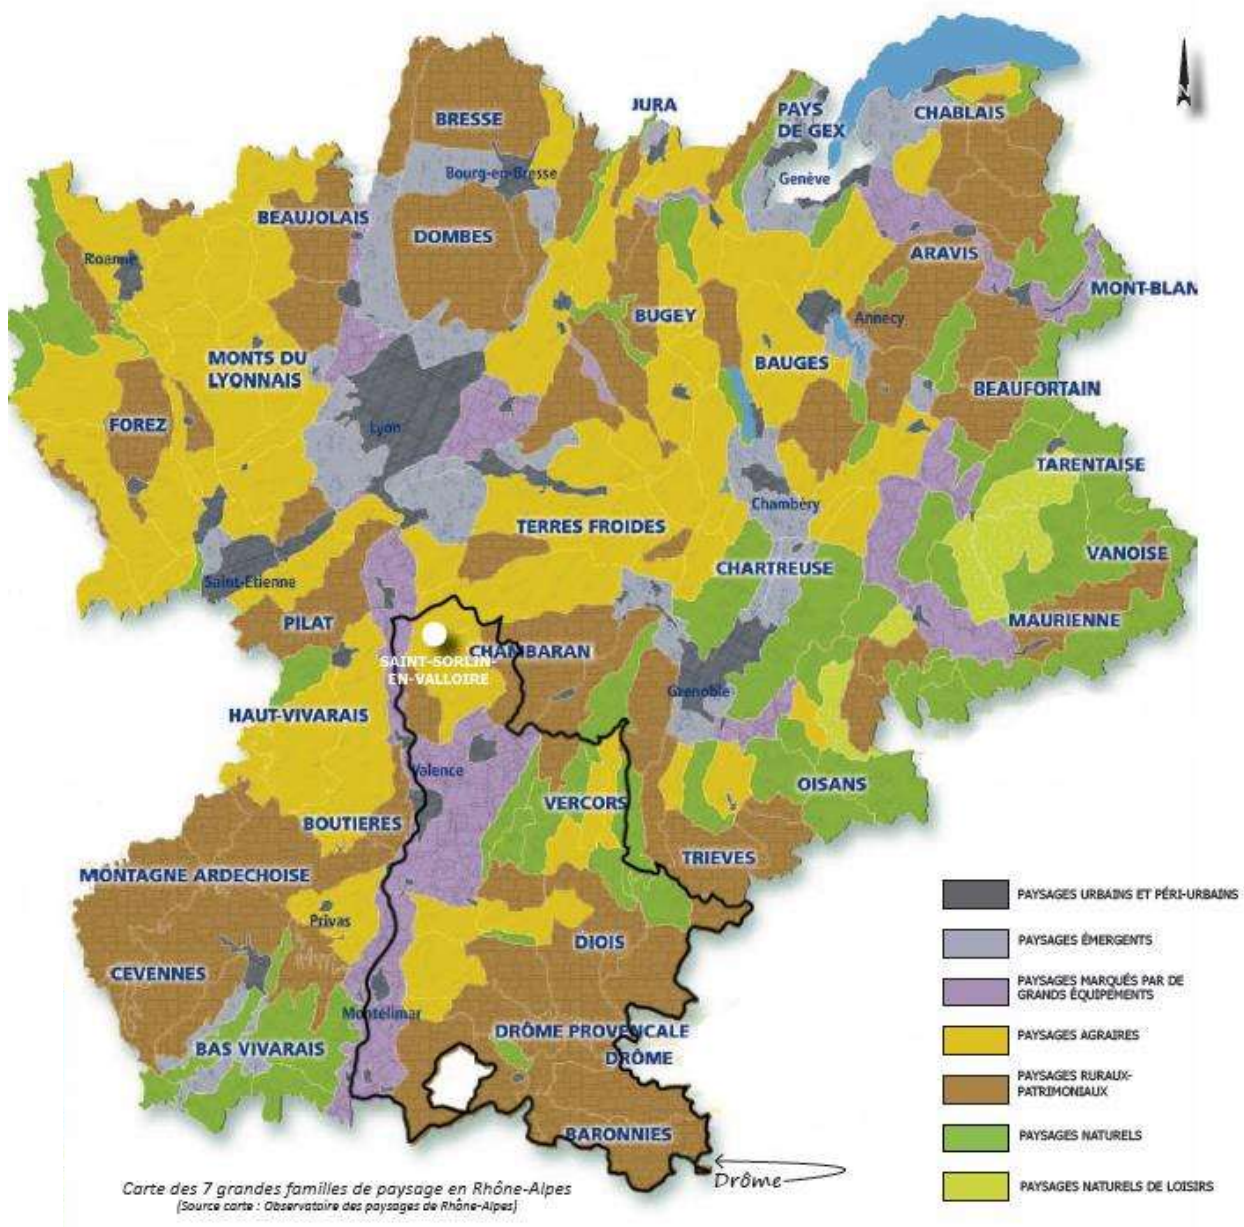 JURA
BRESSE
PAYS
DE GEX
CHABLAIS
Bourg-en-Bresse
Genève
BEAUJOLAIS
DOMBES
ARAVIS
Roanne
MONT-BLAN
BUGEY
Annecy
MONTS DU
LYONNAIS
BAUGES
BEAUFORTAIN
FOREZ
Lyon
TARENTAISE
Chambéry
TERRES FROIDES
VANOISE
CHARTREUSE
Saint-Etienne
MAURIENNE
PILAT
CHAMBARAN
SAINT-SORLIN-
EN-VALLOIRE
Grenoble
HAUT-VIVARAIS
Valence
OISANS
VERCORS
BOUTIERES
TRIEVES
MONTAGNE ARDECHOISE
Privas
DIOIS
CEVENNES
Montélimar
DRÔME PROVENCALE
BAS VIVARAIS
DRÔME
BARONNIES
Drôme
PAYSAGES URBAINS ET PÉRI-URBAINS
PAYSAGES ÉMERGENTS
PAYSAGES MARQUÉS PAR DE
GRANDS ÉQUIPEMENTS
PAYSAGES AGRAIRES
PAYSAGES RURAUX-
PATRIMONIAUX
PAYSAGES NATURELS
PAYSAGES NATURELS DE LOISIRS
Carte des 7 grandes familles de paysage en Rhône-Alpes
(Source carte : Observatoire des paysages de Rhône-Alpes)